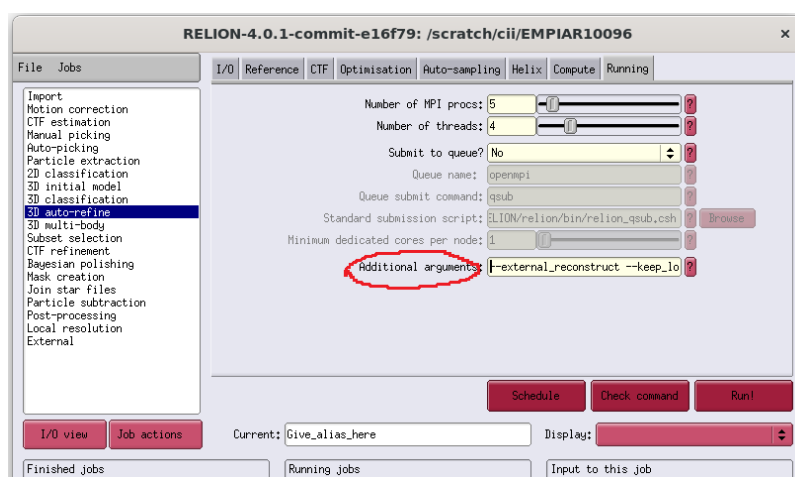 RELION-4.0.1-commit-e16f79: /scratch/cii/EMPIAR10096 ×
File Jobs
I/O Reference CTF Optimisation Auto-sampling Helix Compute Running
Import
Motion correction
CTF estimation
Manual picking
Auto-picking
Particle extraction
2D classification
3D initial model
3D classification
3D auto-refine
3D multi-body
Subset selection
CTF refinement
Bayesian polishing
Mask creation
Join star files
Particle subtraction
Post-processing
Local resolution
External
Number of MPI procs: 5 ?
Number of threads: 4 ?
Submit to queue? No ?
Queue name: openmpi ?
Queue submit command: qsub ?
Standard submission script: ELION/relion/bin/relion_qsub.csh ? Browse
Minimum dedicated cores per node: 1 ?
Additional arguments: --external_reconstruct --keep_lo ?
Schedule Check command Run!
I/O view Job actions Current: Give_alias_here Display:
Finished jobs Running jobs Input to this job